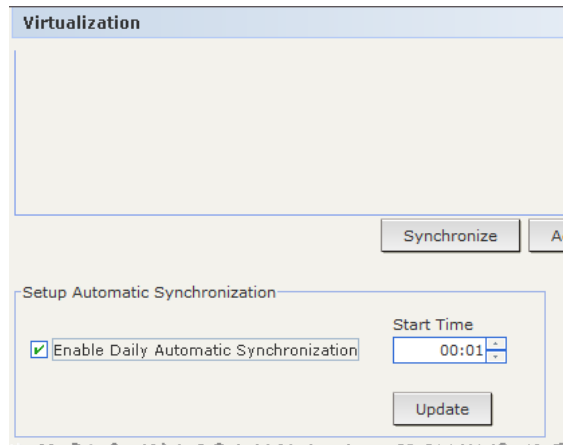 Virtualization
Synchronize
Setup Automatic Synchronization
Enable Daily Automatic Synchronization
Start Time
00:01
Update